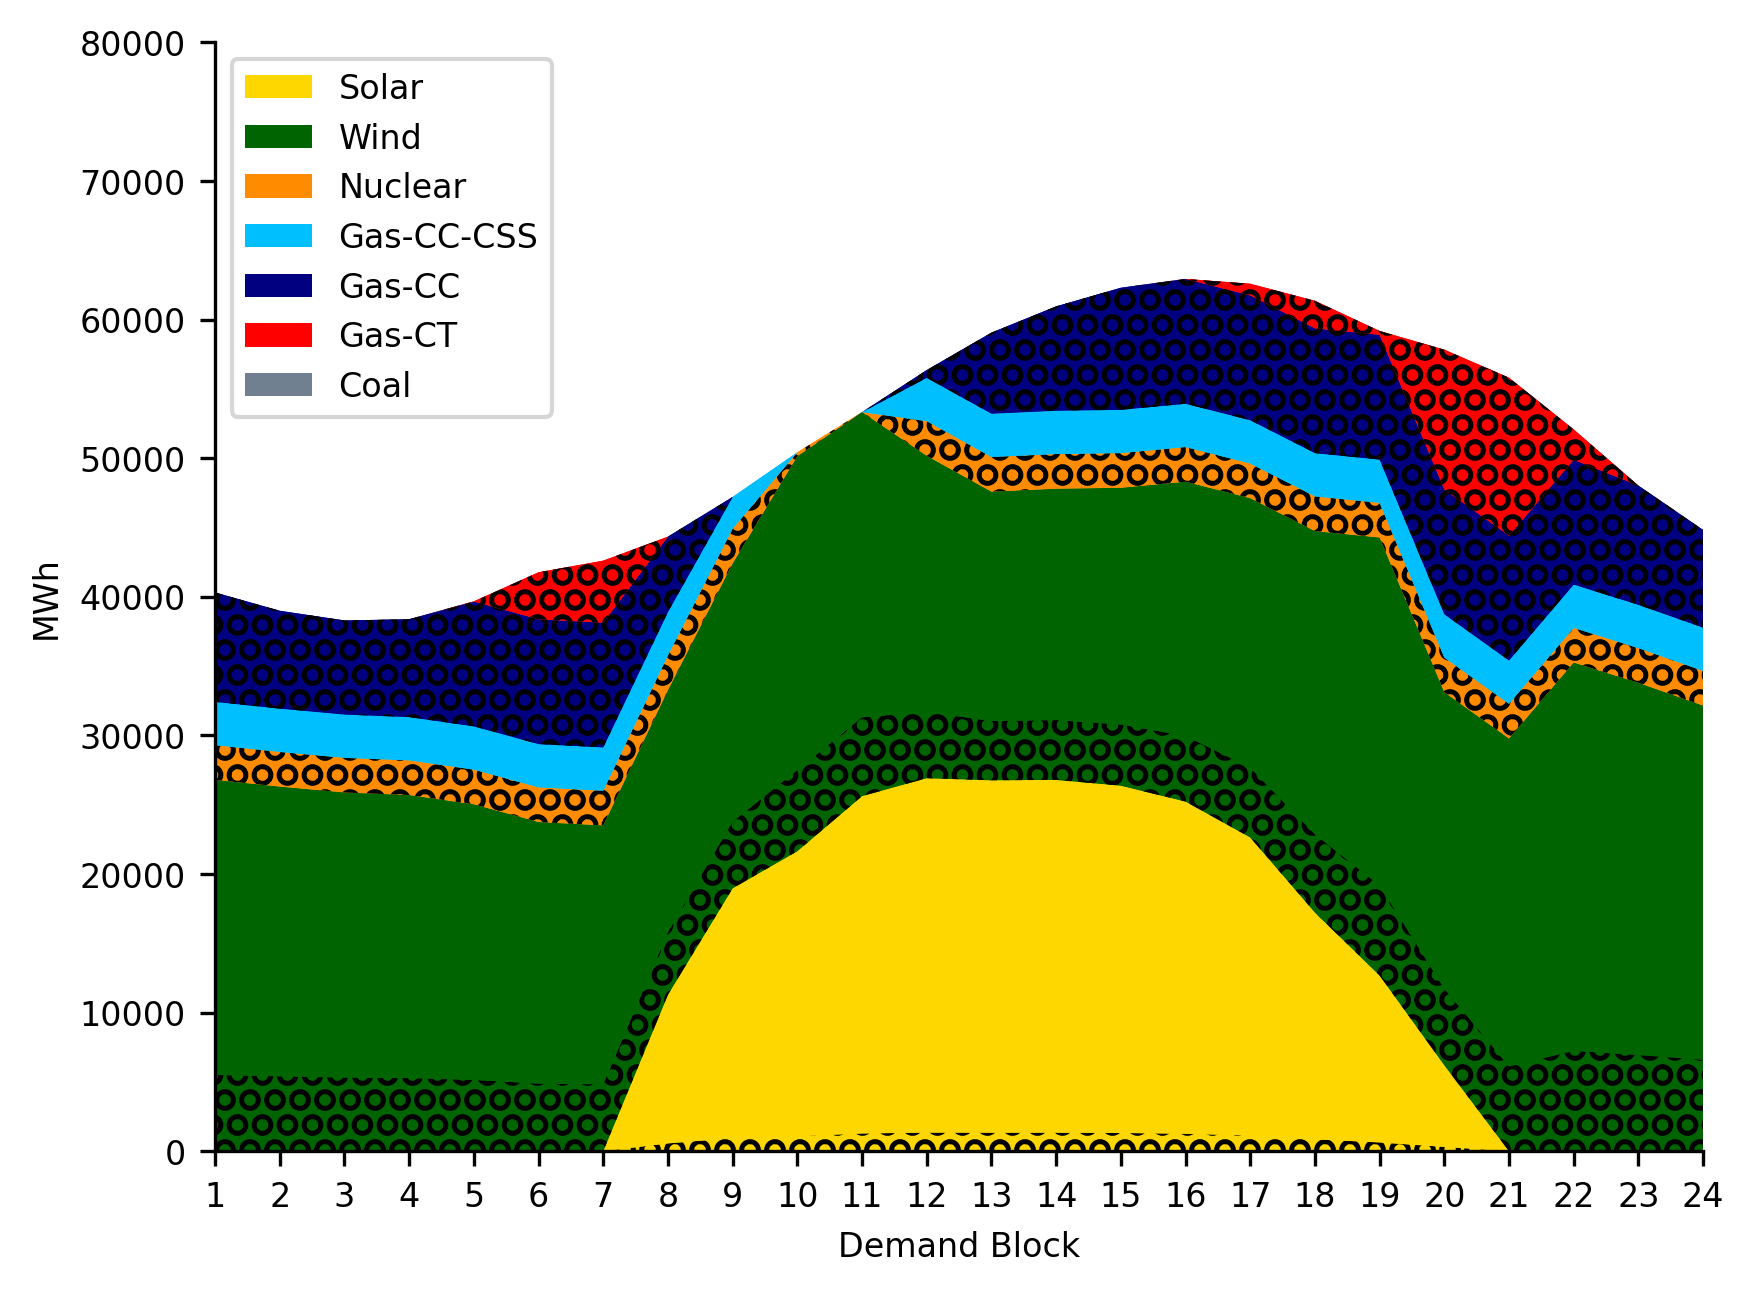 80000
70000
60000
50000
40000
30000
20000
10000
0
MWh
Solar
Wind
Nuclear
Gas-CC-CSS
Gas-CC
Gas-CT
Coal
1 2 3 4 5 6 7 8 9 10 11 12 13 14 15 16 17 18 19 20 21 22 23 24
Demand Block